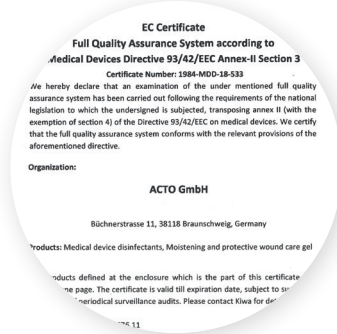 EC Certificate
Full Quality Assurance System according to
Medical Devices Directive 93/42/EEC Annex-II Section 3
Certificate Number: 1984-MDD-18-533
We hereby declare that an examination of the under mentioned full quality
assurance system has been carried out following the requirements of the national
legislation to which the undersigned is subjected, transposing annex II (with the
exemption of section 4) of the Directive 93/42/EEC on medical devices. We certify
that the full quality assurance system conforms with the relevant provisions of the
aforementioned directive.
Organization:
ACTO GmbH
Büchnerstrasse 11, 38118 Braunschweig, Germany
Products: Medical device disinfectants, Moistening and protective wound care gel
products defined at the enclosure which is the part of this certificate
one page. The certificate is valid till expiration date, subject to
periodical surveillance audits. Please contact Kiwa for
11